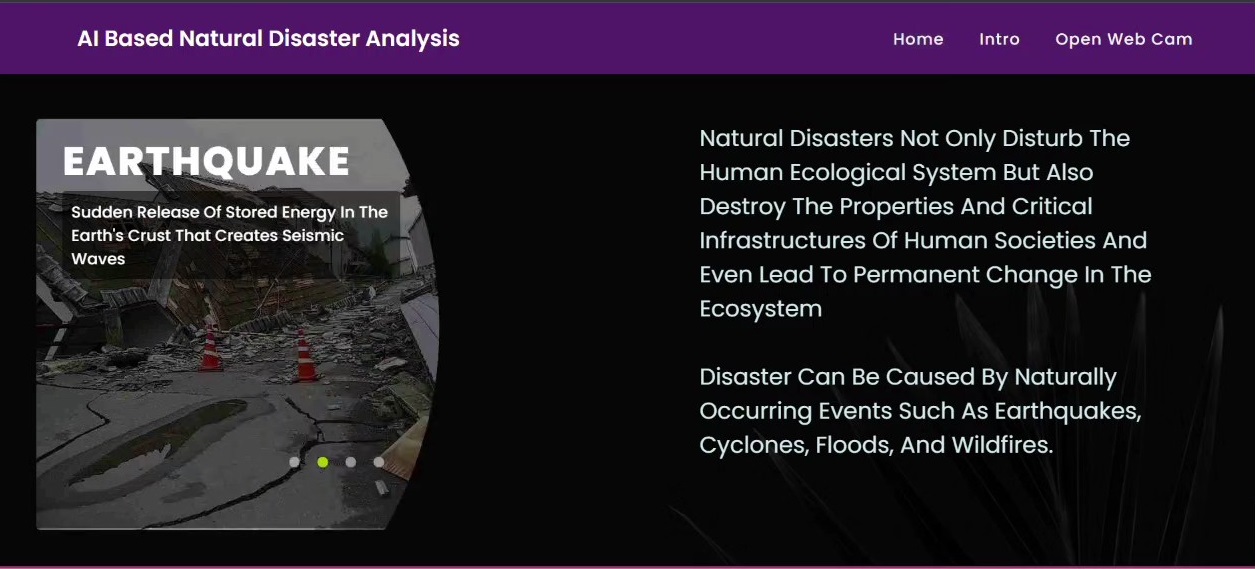 AI Based Natural Disaster Analysis
Home Intro Open Web Cam
EARTHQUAKE
Sudden Release Of Stored Energy In The
Earth's Crust That Creates Seismic
Waves
Natural Disasters Not Only Disturb The
Human Ecological System But Also
Destroy The Properties And Critical
Infrastructures Of Human Societies And
Even Lead To Permanent Change In The
Ecosystem
Disaster Can Be Caused By Naturally
Occurring Events Such As Earthquakes,
Cyclones, Floods, And Wildfires.